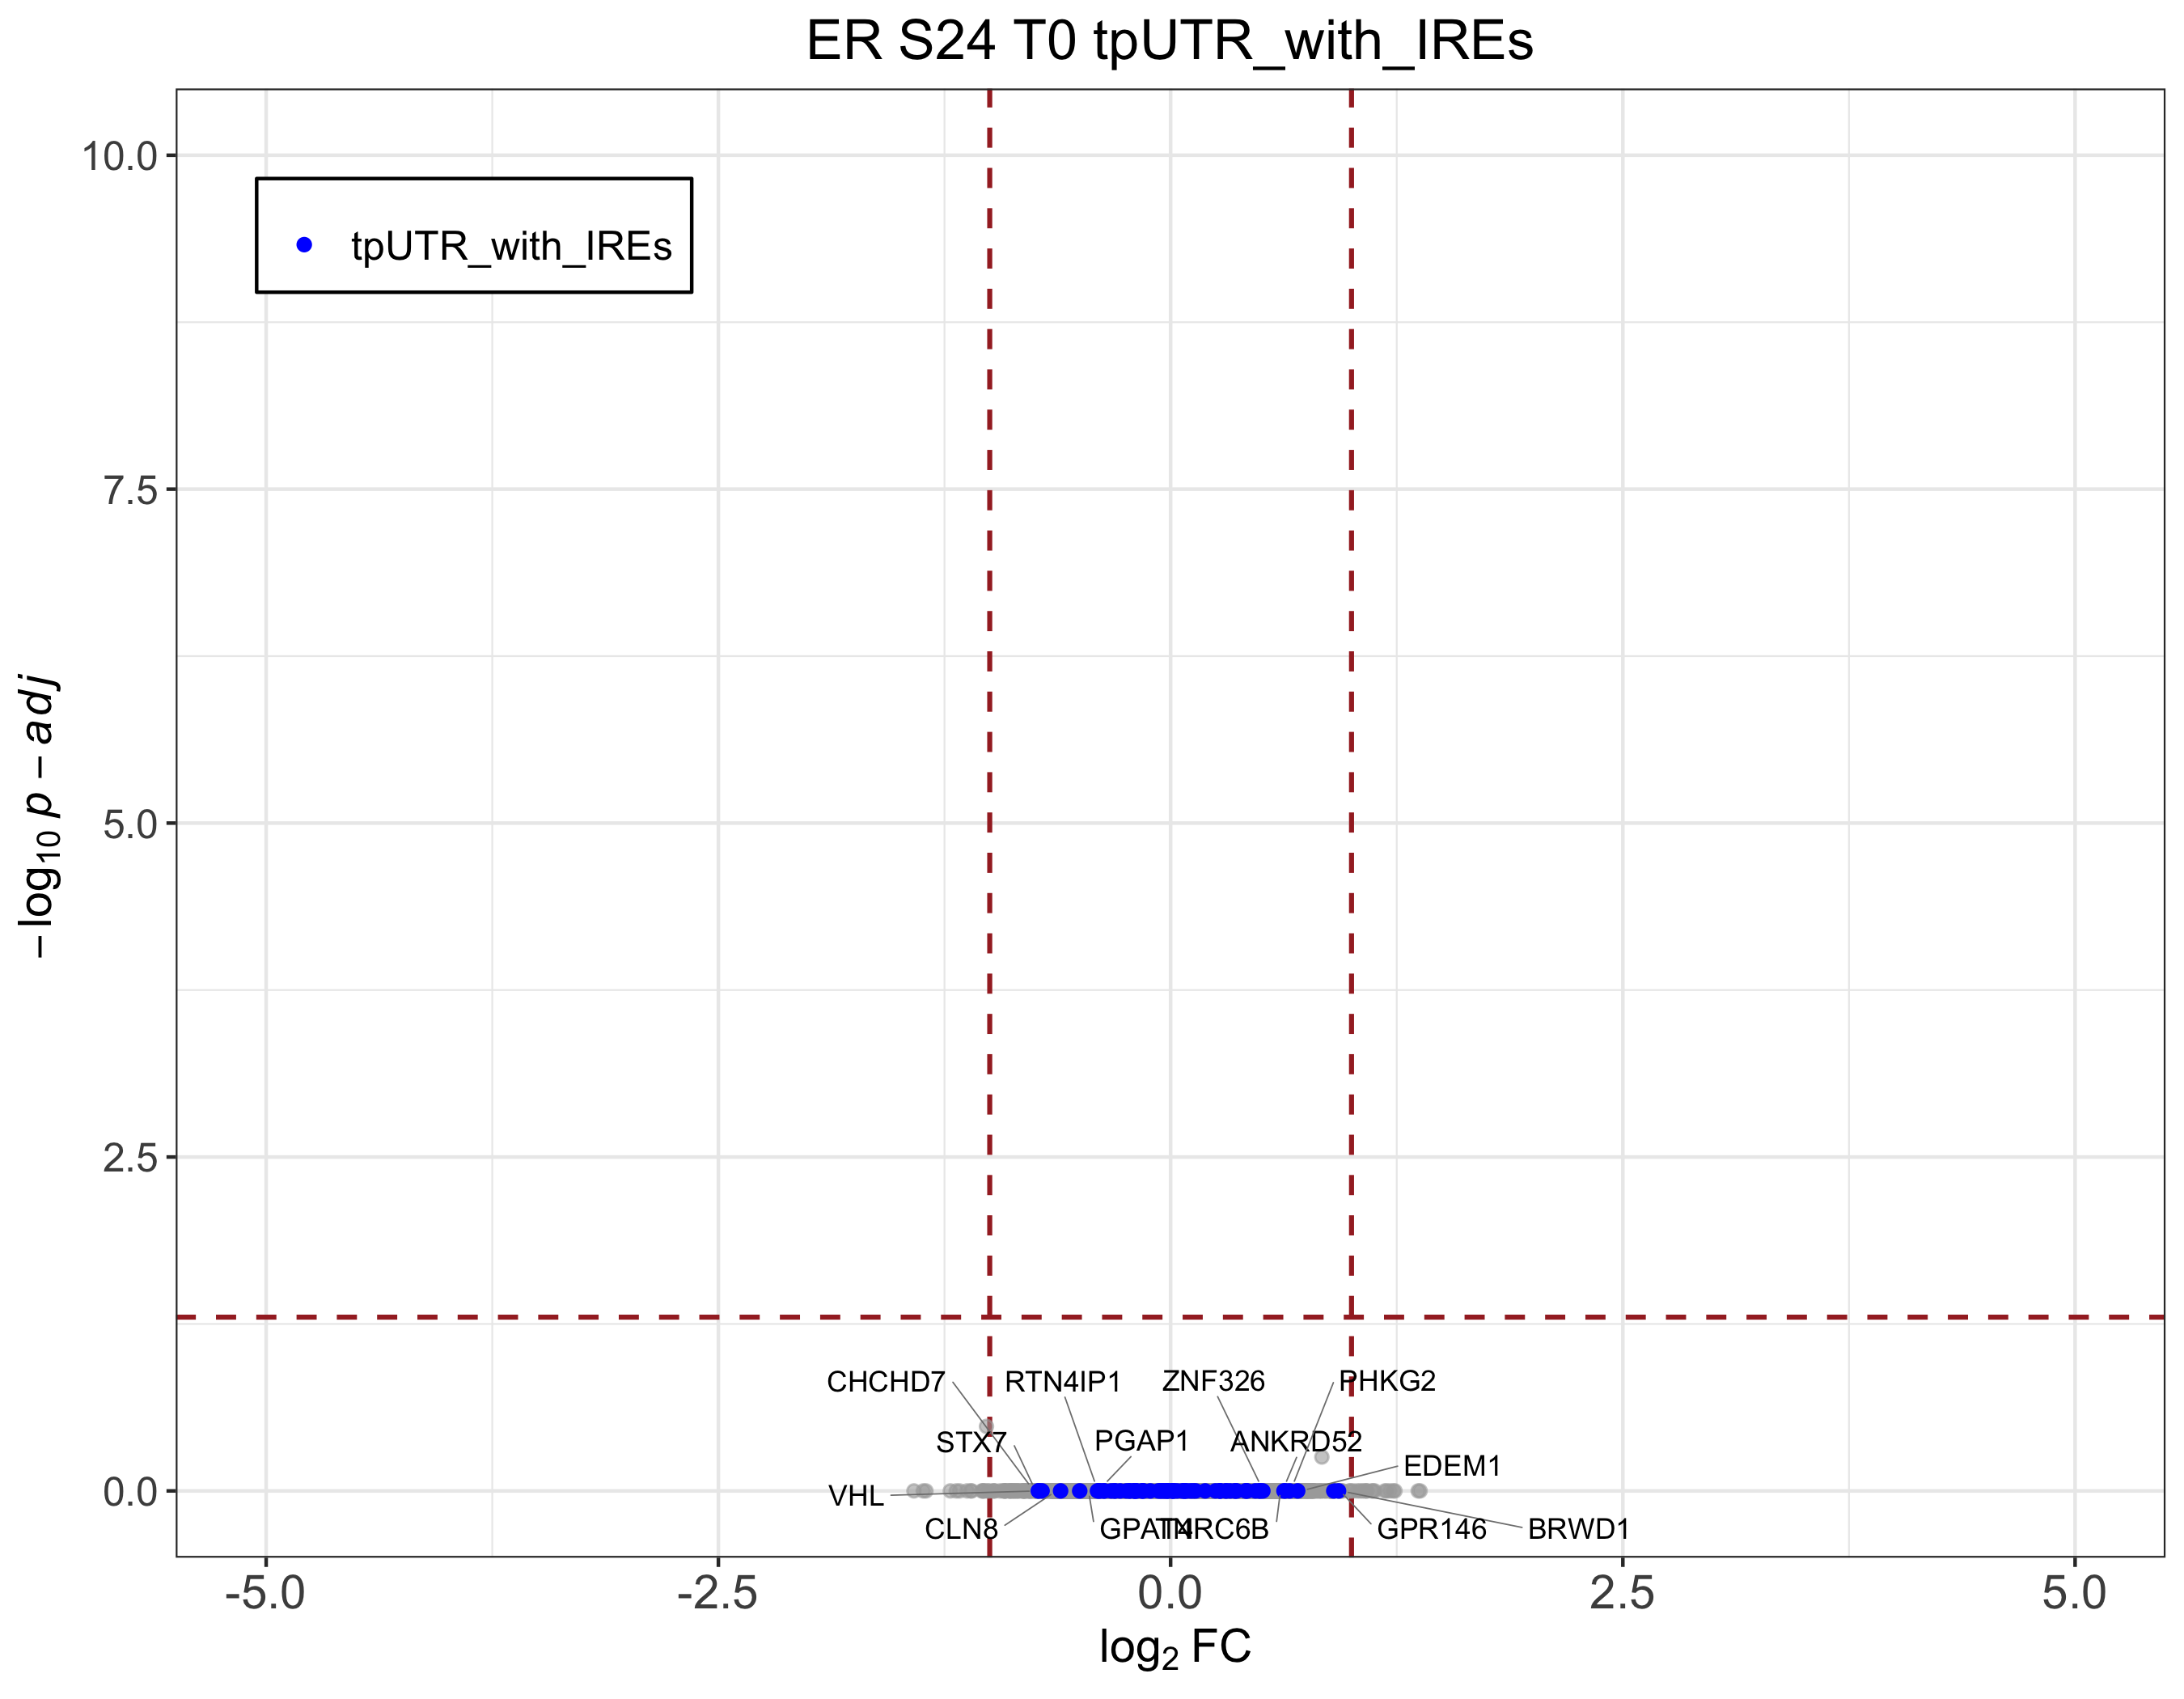 ER S24 T0 tpUTR_with_IREs
10.0
tpUTR_with_IREs
7.5
5.0
2.5
0.0
−log10 p − adj
CHCHD7 RTN4IP1 ZNF326 PHKG2
STX7 PGAP1 ANKRD52
EDEM1
VHL
CLN8 GPAT4 TNRC6B GPR146 BRWD1
-5.0 -2.5 0.0 2.5 5.0
log2 FC